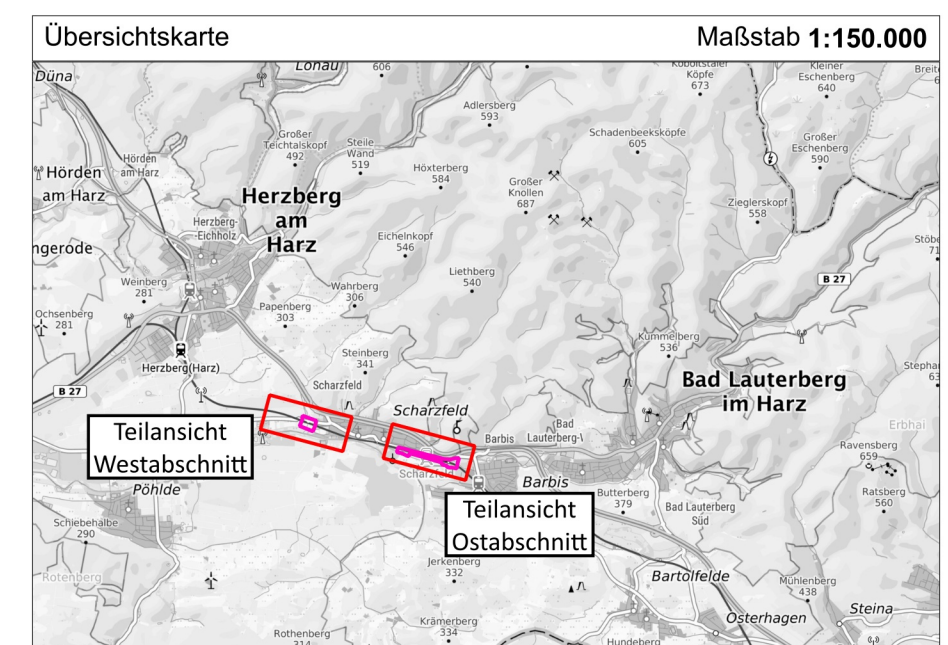 Übersichtskarte
Maßstab 1:150.000
Düna
Lonau
606
Adlersberg
593
Köpfe
673
Kleiner
Eschenberg
640
Großer
Teichtalskopf
492
Steile
Wand
519
Schadenbeeksköpfe
605
Großer
Eschenberg
590
Hörden
am Harz
Hörden
am Harz
Höxterberg
584
Großer
Knollen
687
Zieglerskopf
558
Herzberg
am
Harz
Herzberg-
-Eichholz
Eichelnkopf
546
ngerode
Liethberg
540
B 27
Weinberg
281
Wahrberg
306
Papenberg
303
Ochsenberg
281
Steinberg
341
Kummelberg
536
Herzberg(Harz)
Scharzfeld
B 27
Bad Lauterberg
im Harz
Scharzfeld
Teilansicht
Westabschnitt
Barbis
Bad
Lauterberg-\
Erbhai
Ravensberg
659
Scharzfeld
Pöhlde
Barbis
Butterberg
379
Ratsberg
560
Teilansicht
Ostabschnitt
Bad Lauterberg
Süd
Schiebehalbe
290
Jerkenberg
332
Rotenberg
Bartolfelde
Mühlenberg
438
Steina
Osterhagen
Krämerberg
334
Rothenberg
314
Hundeberg